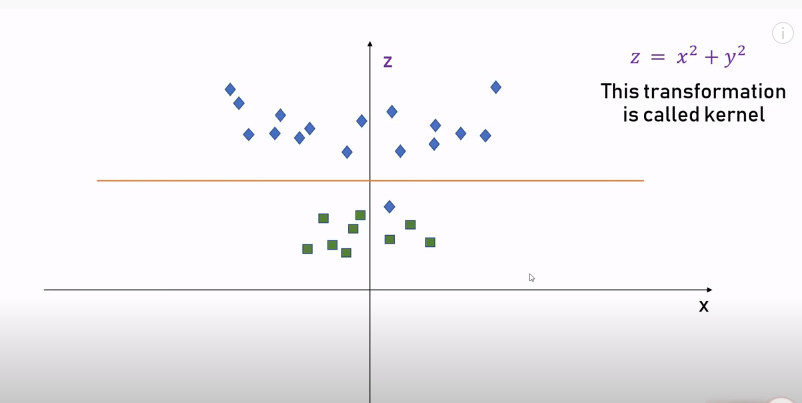 z = x² + y²
This transformation
is called kernel
z
x
i